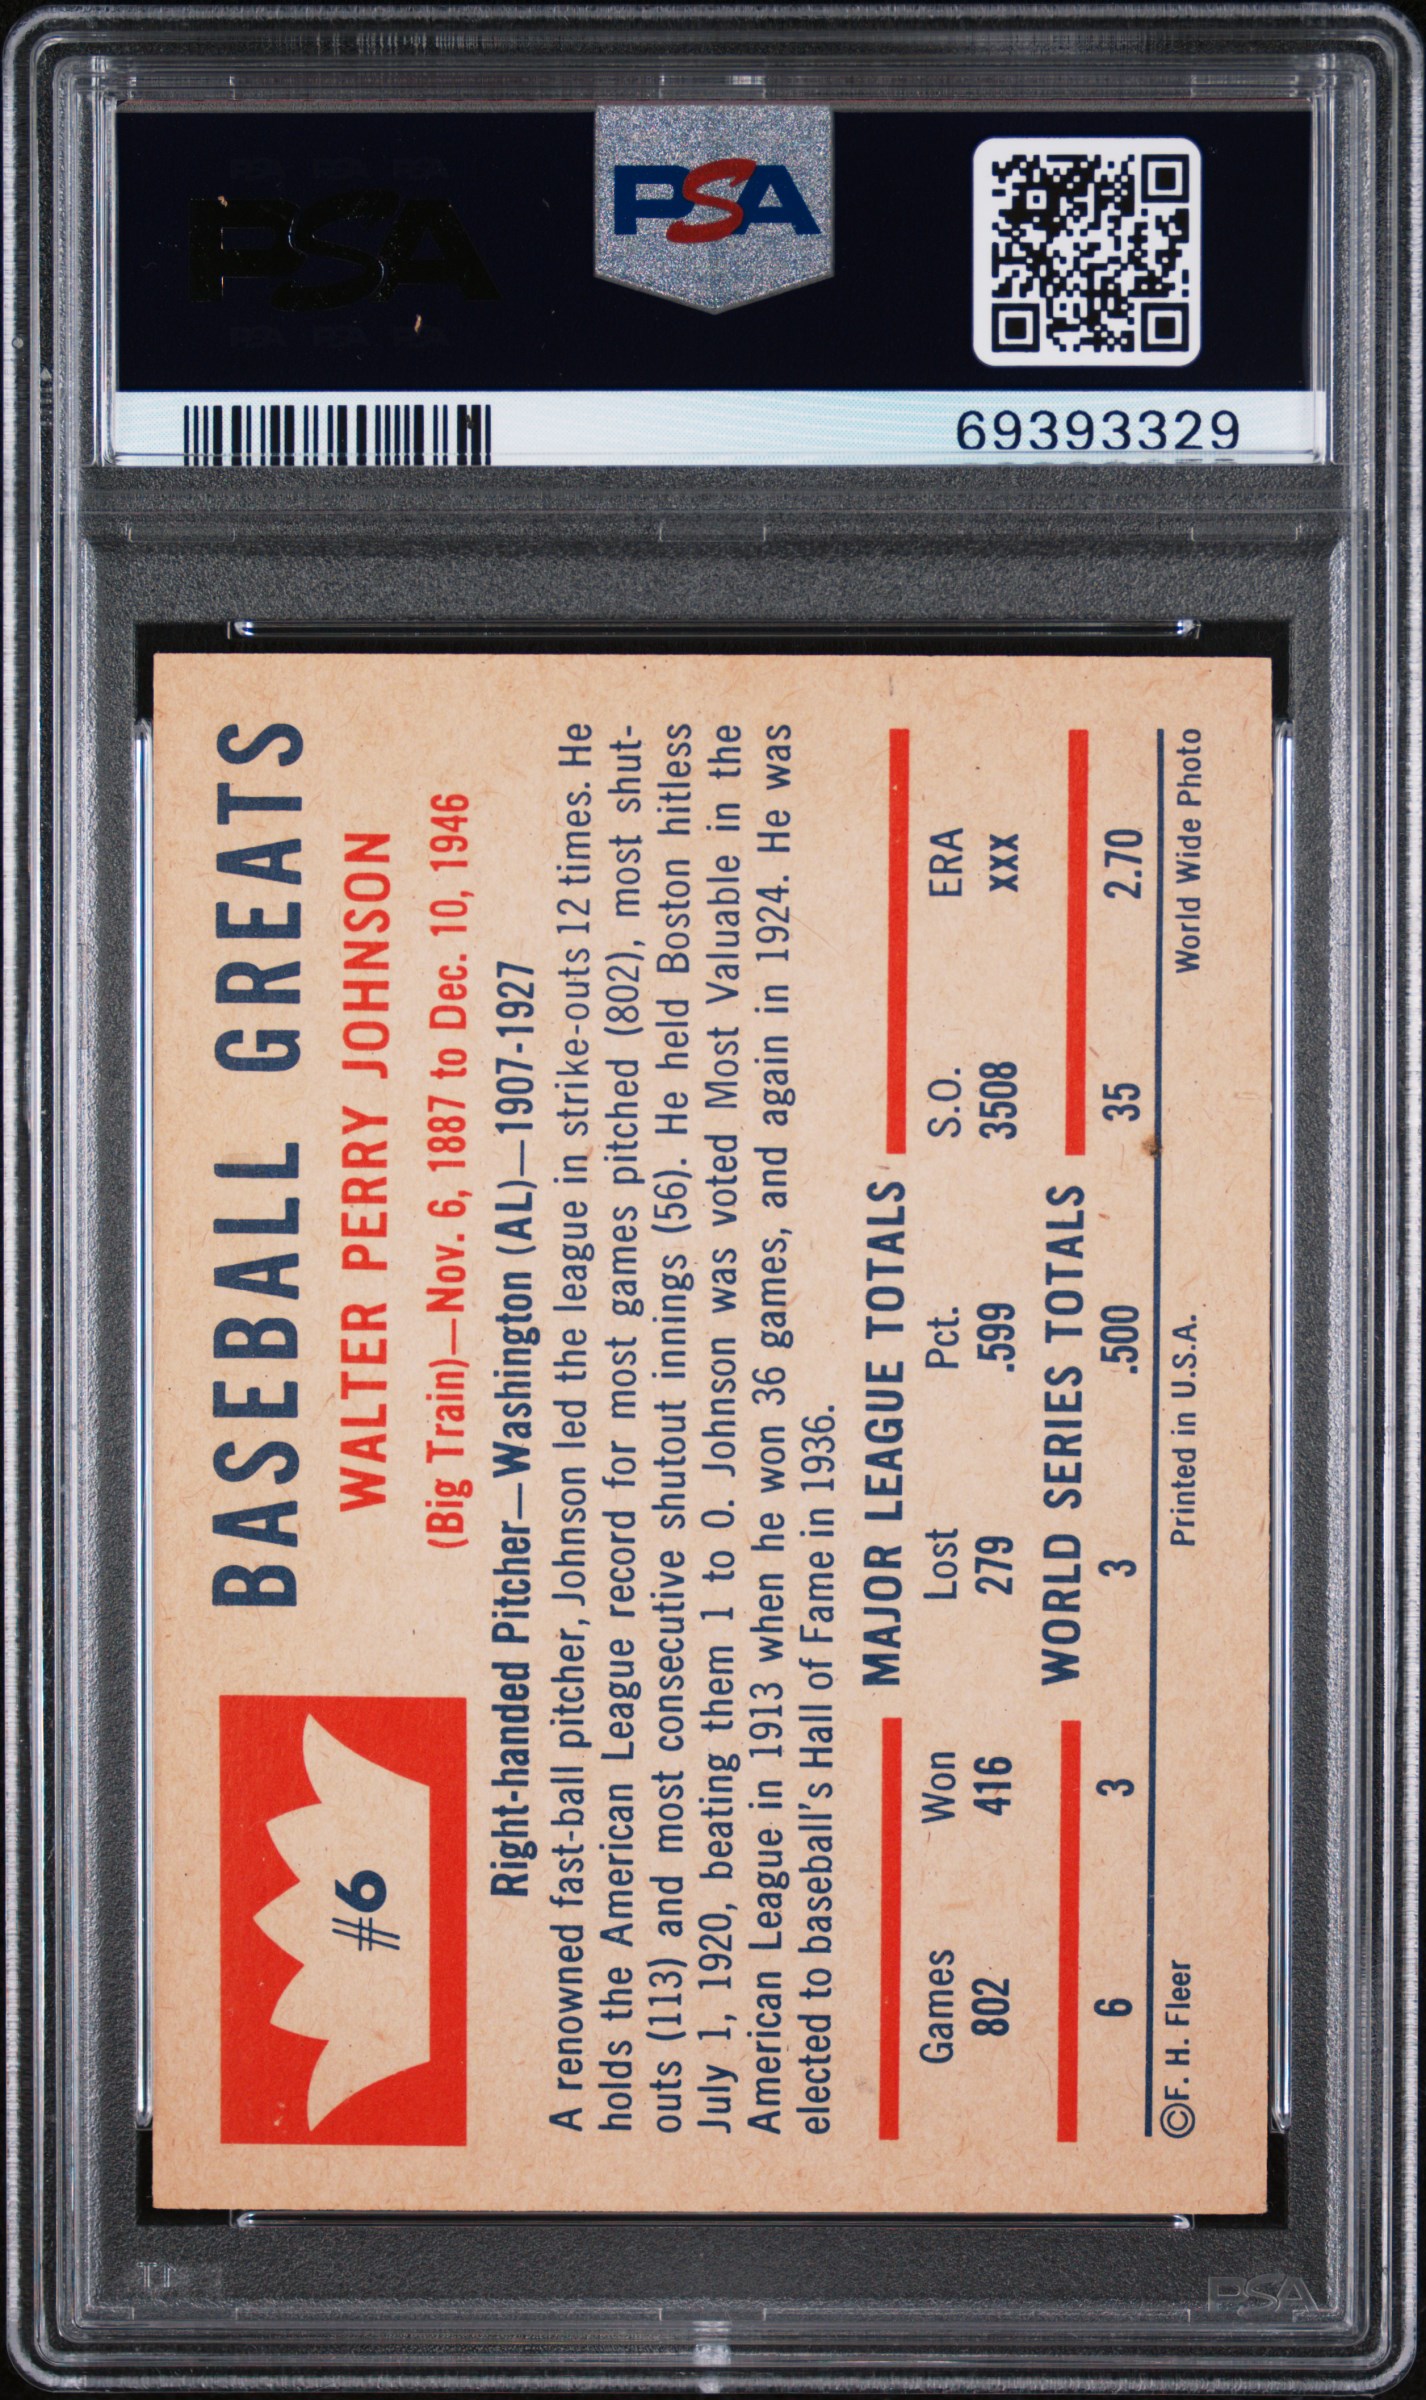 PSA
PSA
69393329
#6
BASEBALL GREATS
WALTER PERRY JOHNSON
(Big Train)—Nov. 6, 1887 to Dec. 10, 1946
Right-handed Pitcher—Washington (AL)—1907-1927
A renowned fast-ball pitcher, Johnson led the league in strike-outs 12 times. He
holds the American League record for most games pitched (802), most shut-
outs (113) and most consecutive shutout innings (56). He held Boston hitless
July 1, 1920, beating them 1 to 0. Johnson was voted Most Valuable in the
American League in 1913 when he won 36 games, and again in 1924. He was
elected to baseball's Hall of Fame in 1936.
MAJOR LEAGUE TOTALS
Games Won Lost Pct. S.O. ERA
802 416 279 .599 3508 XXX
WORLD SERIES TOTALS
6 3 3 .500 35 2.70
©F. H. Fleer Printed in U.S.A. World Wide Photo
PSA